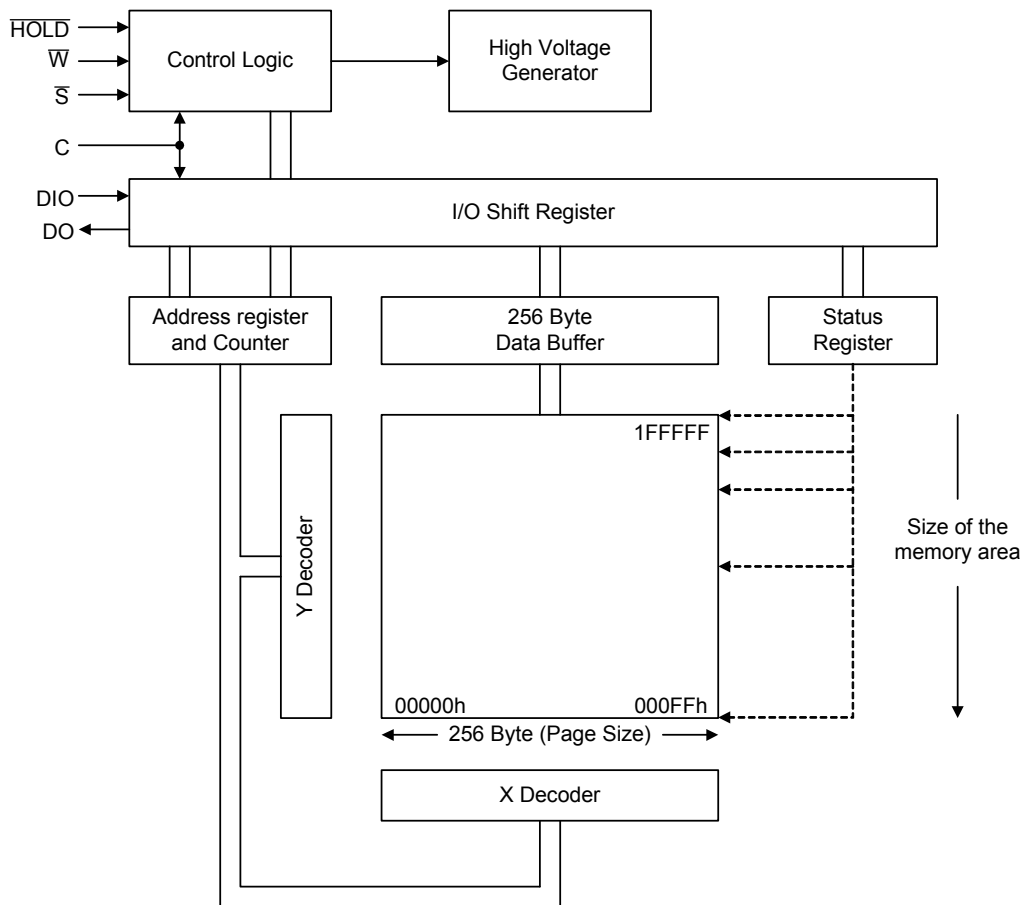 H̅O̅L̅D̅
W̅
S̅
C
DIO
DO
Control Logic
High Voltage
Generator
I/O Shift Register
Address register
and Counter
256 Byte
Data Buffer
Status
Register
Y Decoder
1FFFFF
00000h
000FFh
Size of the
memory area
256 Byte (Page Size)
X Decoder